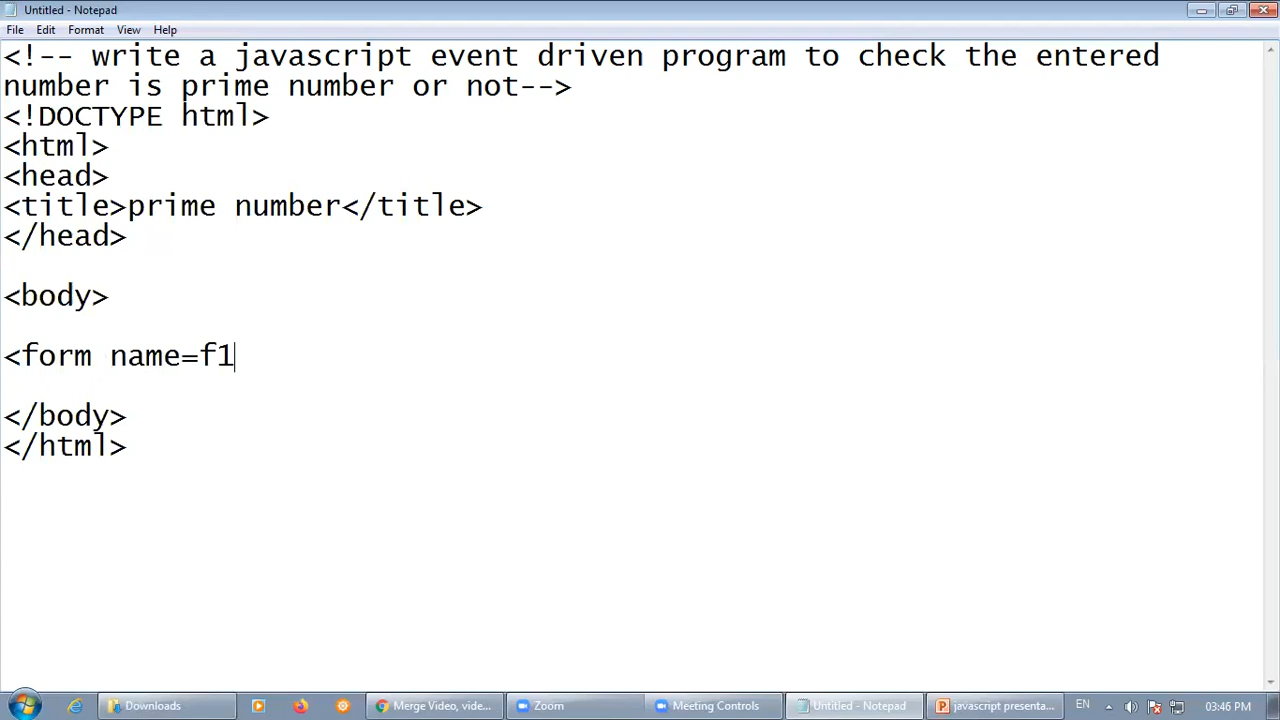 Untitled - Notepad
File Edit Format View Help
<!-- write a javascript event driven program to check the entered
number is prime number or not-->
<!DOCTYPE html>
<html>
<head>
<title>prime number</title>
</head>
<body>
<form name=f1
</body>
</html>
Downloads Merge Video, vide... Zoom Meeting Controls Untitled - Notepad javascript presenta... EN 03:46 PM